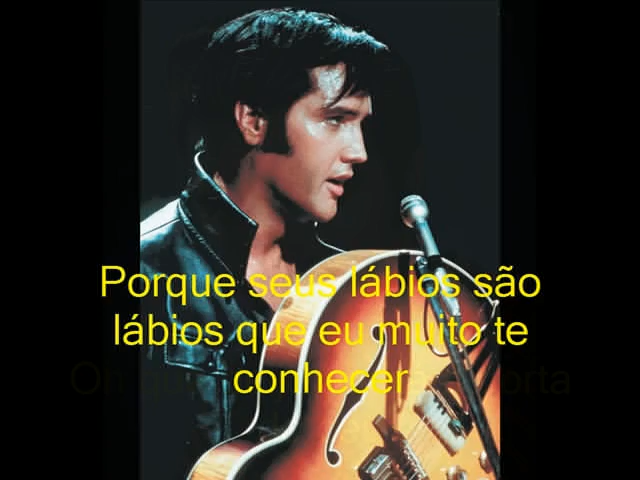 Porque seus lábios são
lábios que eu muito te
conhecer